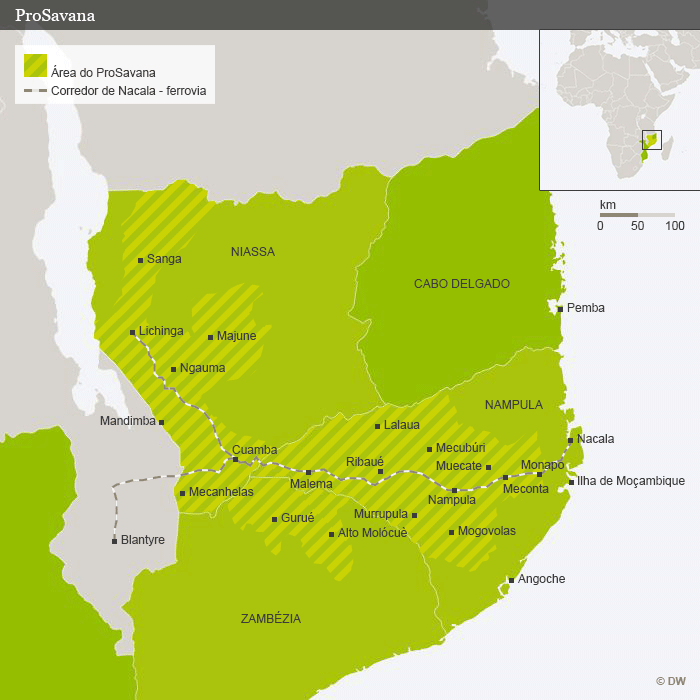 ProSavana
Área do ProSavana
Corredor de Nacala - ferrovia
km
0 50 100
NIASSA
Sanga
CABO DELGADO
Pemba
Lichinga
Majune
Ngauma
NAMPULA
Mandimba
Lalaua
Nacala
Cuamba
Mecubúri
Ribaué
Muecate
Monapo
Malema
Meconta
Ilha de Moçambique
Mecanhelas
Nampula
Gurué
Murrupula
Alto Molócuè
Mogovolas
Blantyre
Angoche
ZAMBÉZIA
© DW